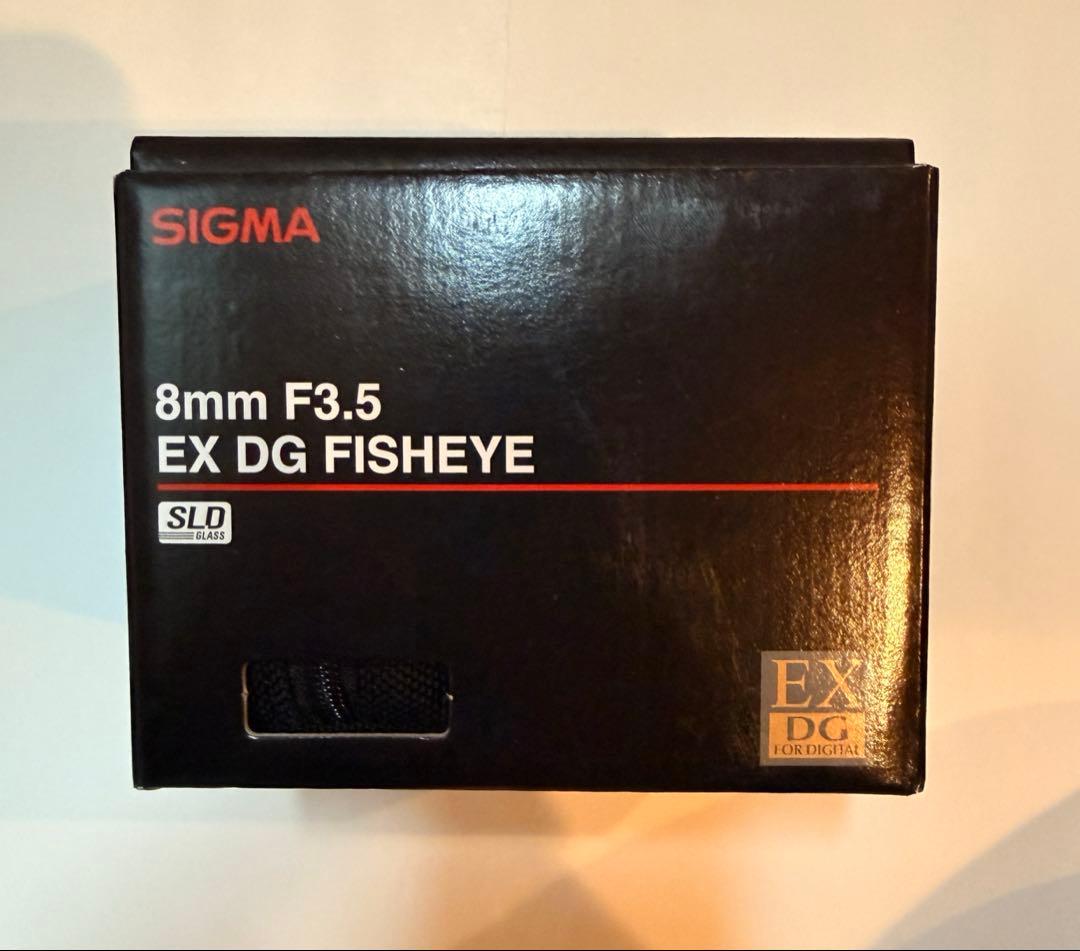 SIGMA
8mm F3.5
EX DG FISHEYE
SLD
GLASS
EX
DG
FOR DIGITAL